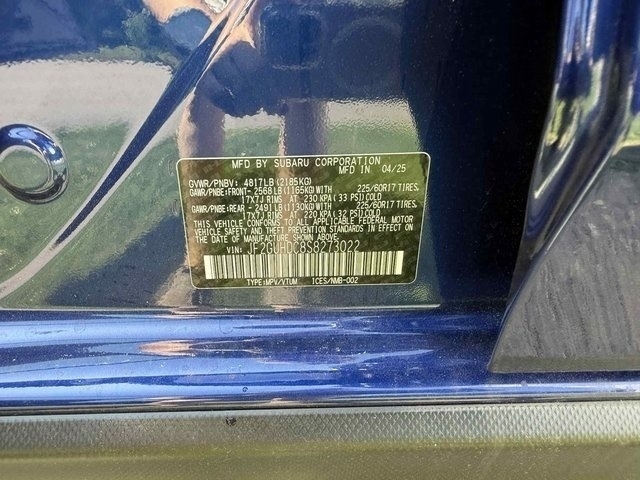 MFD BY SUBARU CORPORATION
MFD IN 04/25
GVWR/PNBV: 4817LB(2185KG)
GAWR/PNBE:FRONT- 2568LB(1165KG)WITH 225/60R17 TIRES,
17X7J RIMS AT 230 KPA(33 PSI)COLD
GAWR/PNBE:REAR - 2491LB(1130KG)WITH 225/60R17 TIRES,
17X7J RIMS AT 220 KPA(32 PSI)COLD
THIS VEHICLE CONFORMS TO ALL APPLICABLE FEDERAL MOTOR
VEHICLE SAFETY AND THEFT PREVENTION STANDARDS IN EFFECT
ON THE DATE OF MANUFACTURE SHOWN ABOVE.
VIN: JF2GUHDC8S8273022
TYPE:MPV/VTUM ICES/NMB-002